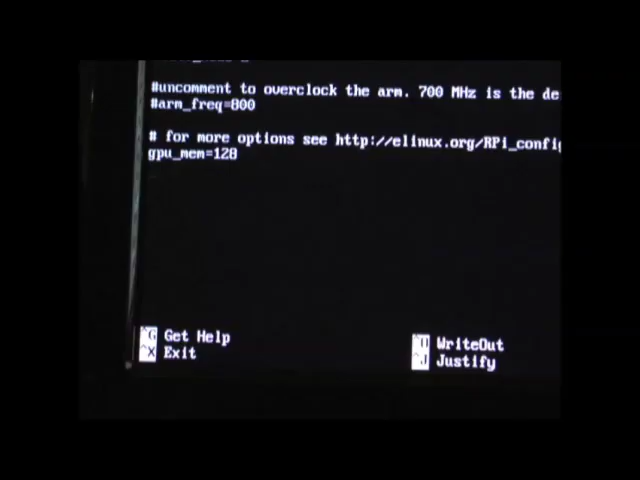 #uncomment to overclock the arm. 700 MHz is the de
#arm_freq=800
# for more options see http://elinux.org/RPi_config
gpu_mem=128
^G Get Help
WriteOut
^X Exit
^J Justify